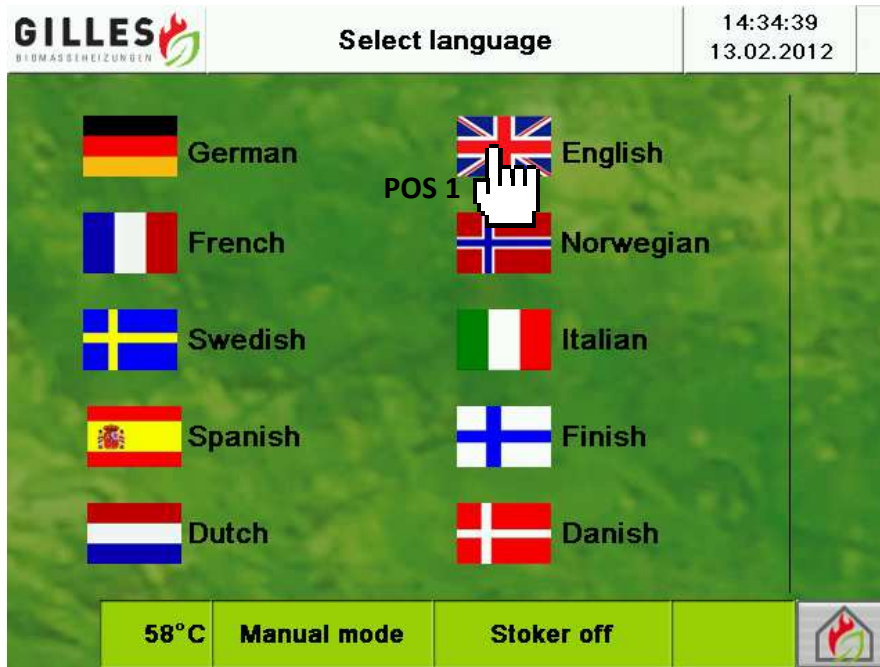 GILLES
BIOMASSEHEIZUNGEN
Select language
14:34:39
13.02.2012
German
English
POS 1
French
Norwegian
Swedish
Italian
Spanish
Finish
Dutch
Danish
58°C Manual mode Stoker off